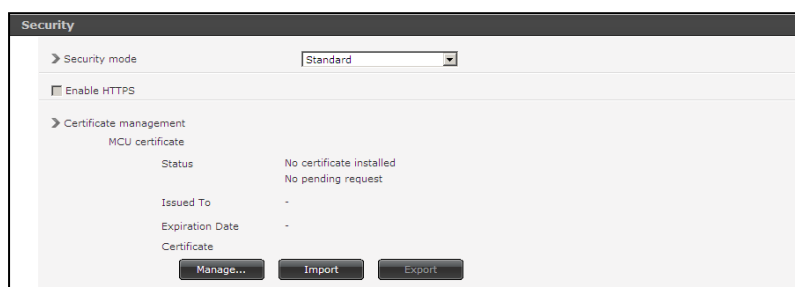 Security
Security mode Standard
Enable HTTPS
Certificate management
MCU certificate
Status No certificate installed
No pending request
Issued To -
Expiration Date -
Certificate
Manage... Import Export